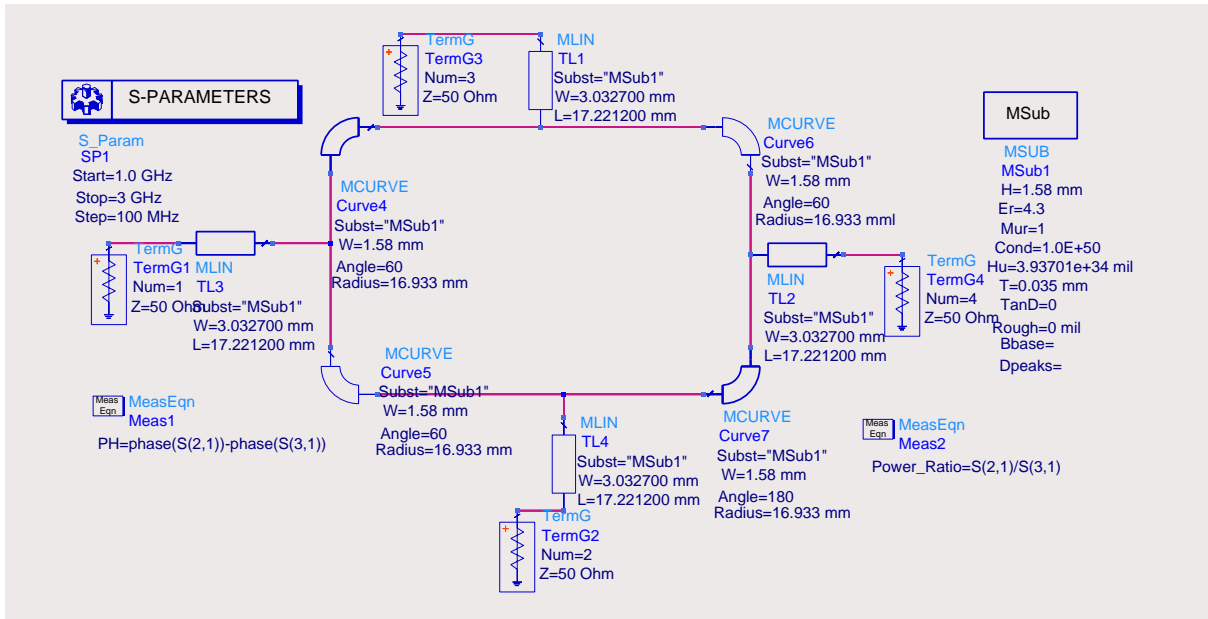 TermG
TermG3
Num=3
Z=50 Ohm
MLIN
TL1
Subst="MSub1"
W=3.032700 mm
L=17.221200 mm
S-PARAMETERS
S_Param
SP1
Start=1.0 GHz
Stop=3 GHz
Step=100 MHz
MCURVE
Curve4
Subst="MSub1"
W=1.58 mm
Angle=60
Radius=16.933 mm
MCURVE
Curve6
Subst="MSub1"
W=1.58 mm
Angle=60
Radius=16.933 mml
MSub
MSUB
MSub1
H=1.58 mm
Er=4.3
Mur=1
Cond=1.0E+50
Hu=3.93701e+34 mil
T=0.035 mm
TanD=0
Rough=0 mil
Bbase=
Dpeaks=
TermG
TermG1
Num=1
Z=50 Ohm
MLIN
TL3
Subst="MSub1"
W=3.032700 mm
L=17.221200 mm
MLIN
TL2
Subst="MSub1"
W=3.032700 mm
L=17.221200 mm
TermG
TermG4
Num=4
Z=50 Ohm
MCURVE
Curve5
Subst="MSub1"
W=1.58 mm
Angle=60
Radius=16.933 mm
Meas
Eqn
MeasEqn
Meas1
PH=phase(S(2,1))-phase(S(3,1))
MLIN
TL4
Subst="MSub1"
W=3.032700 mm
L=17.221200 mm
MCURVE
Curve7
Subst="MSub1"
W=1.58 mm
Angle=180
Radius=16.933 mm
Meas
Eqn
MeasEqn
Meas2
Power_Ratio=S(2,1)/S(3,1)
TermG
TermG2
Num=2
Z=50 Ohm